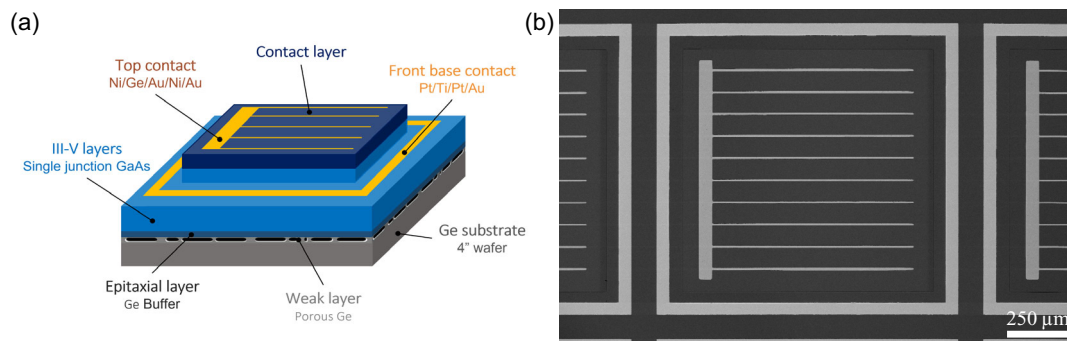 (a)
(b)
Contact layer
Top contact
Ni/Ge/Au/Ni/Au
Front base contact
Pt/Ti/Pt/Au
III-V layers
Single junction GaAs
Ge substrate
4” wafer
Epitaxial layer
Ge Buffer
Weak layer
Porous Ge
250 µm